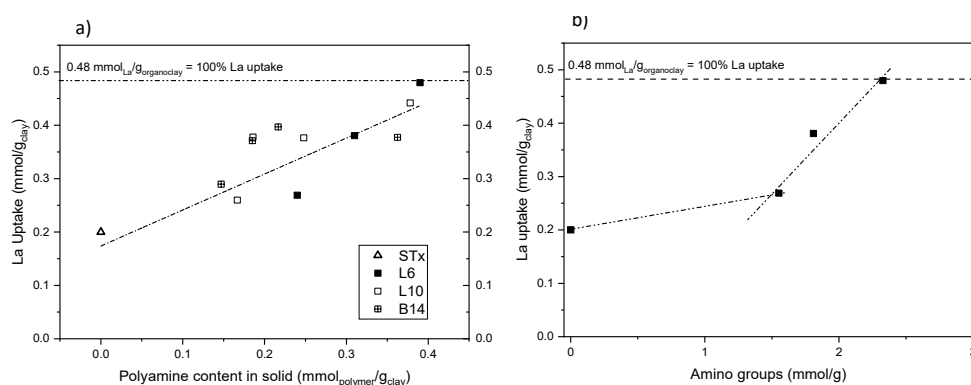 a)
0.48 mmolLa/gorganoclay = 100% La uptake
La Uptake (mmol/gclay)
0.5
0.4
0.3
0.2
0.1
0.0
0.5
0.4
0.3
0.2
0.1
0.0
STx
L6
L10
B14
0.0 0.1 0.2 0.3 0.4
Polyamine content in solid (mmolpolymer/gclay)
b)
0.48 mmolLa/gorganoclay = 100% La uptake
La uptake (mmol/gclay)
0.5
0.4
0.3
0.2
0.1
0.0
0 1 2
Amino groups (mmol/g)